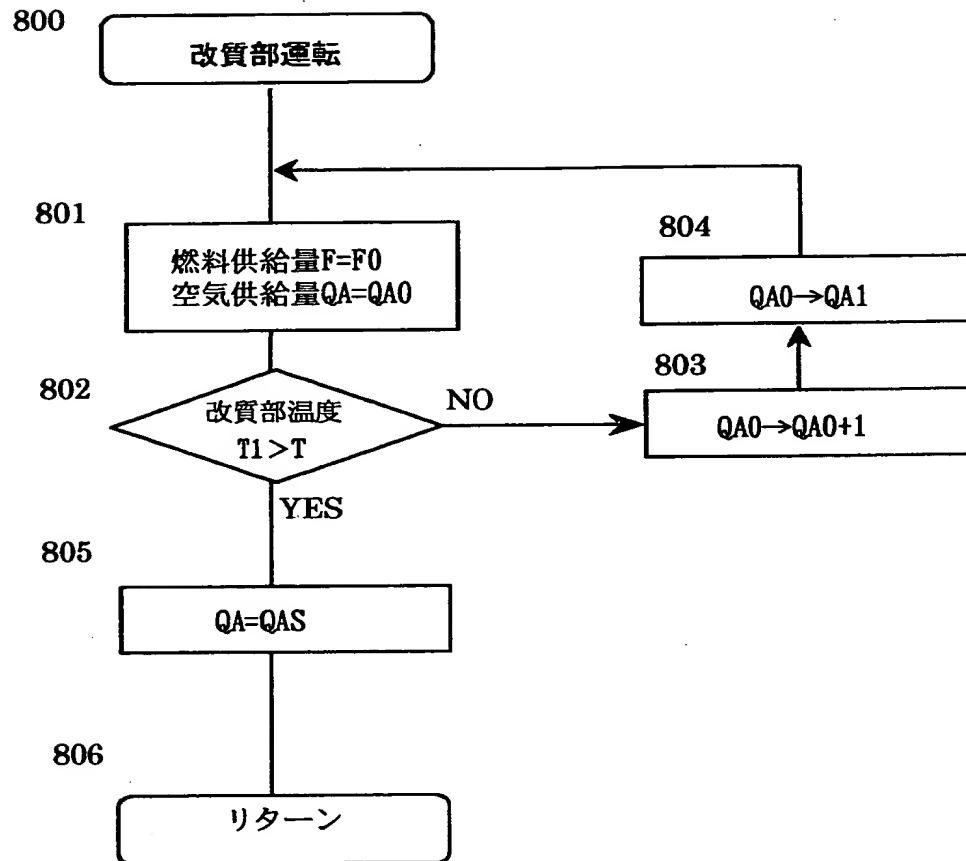 800
改質部運転
801
燃料供給量F=F0
空気供給量QA=QA0
802
改質部温度
T1>T
NO
YES
803
QA0→QA0+1
804
QA0→QA1
805
QA=QAS
806
リターン